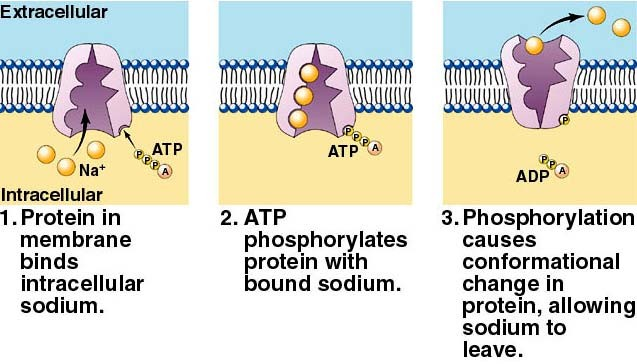 Extracellular
Na+
P P P A
ATP
Intracellular
1. Protein in
membrane
binds
intracellular
sodium.
P P P A
ATP
2. ATP
phosphorylates
protein with
bound sodium.
P
P P A
ADP
3. Phosphorylation
causes
conformational
change in
protein, allowing
sodium to
leave.